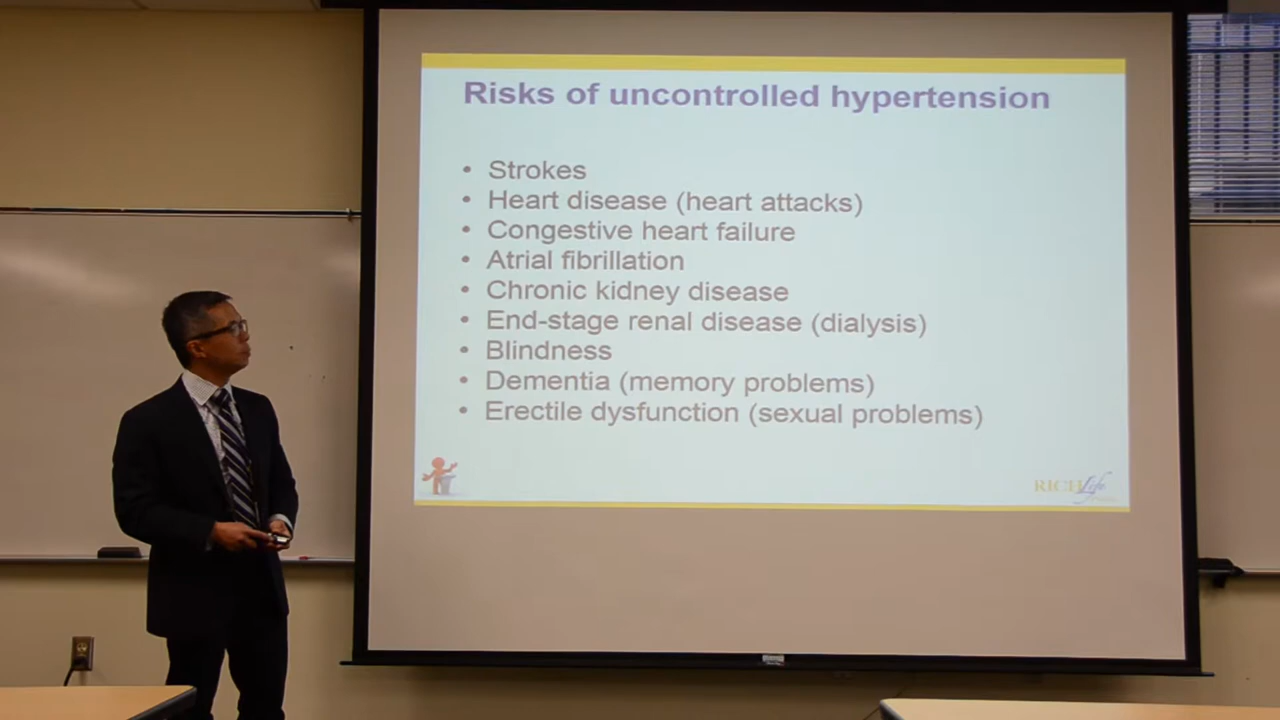 Risks of uncontrolled hypertension
• Strokes
• Heart disease (heart attacks)
• Congestive heart failure
• Atrial fibrillation
• Chronic kidney disease
• End-stage renal disease (dialysis)
• Blindness
• Dementia (memory problems)
• Erectile dysfunction (sexual problems)
RICHLife